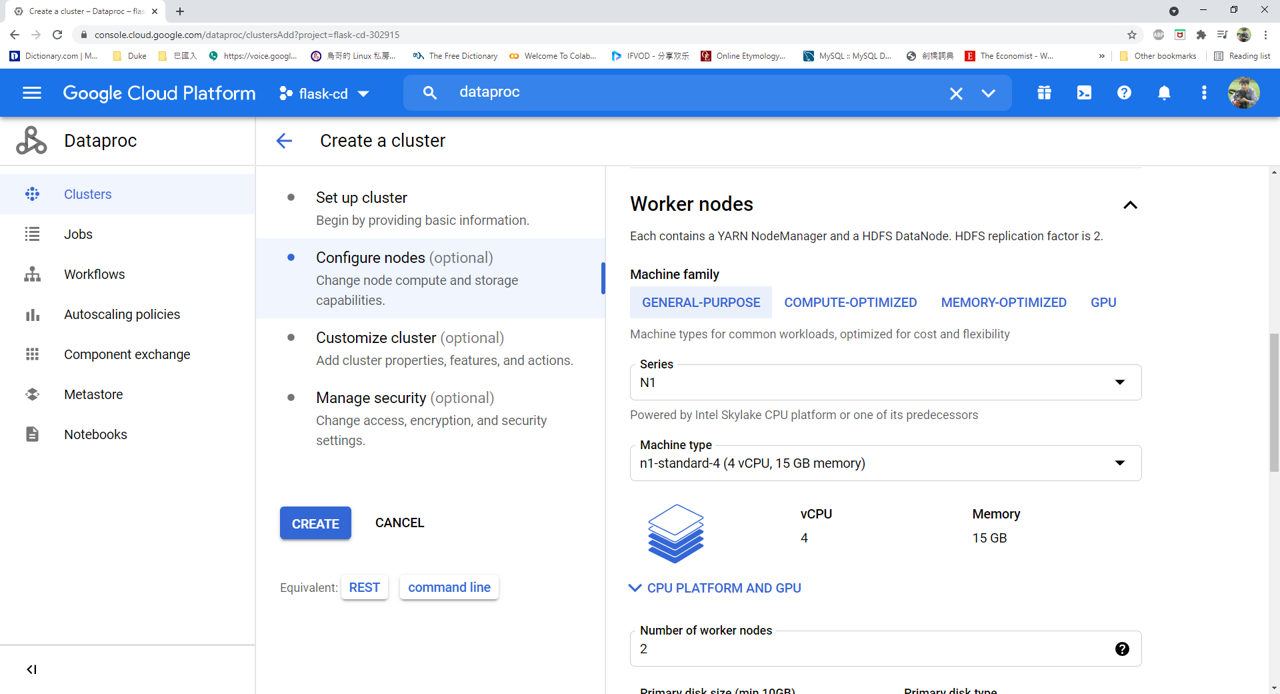 Create a cluster – Dataproc – flas
console.cloud.google.com/dataproc/clustersAdd?project=flask-cd-302915
Dictionary.com | M... Duke 巴國入 https://voice.googl... 鳥哥的 Linux 私房... The Free Dictionary Welcome To Colab... IFVOD - 分享欢乐 Online Etymology... MySQL :: MySQL D... 劍橋詞典 The Economist - W... » Other bookmarks Reading list
Google Cloud Platform flask-cd dataproc
Dataproc
Create a cluster
Clusters
Jobs
Workflows
Autoscaling policies
Component exchange
Metastore
Notebooks
Set up cluster
Begin by providing basic information.
Configure nodes (optional)
Change node compute and storage
capabilities.
Customize cluster (optional)
Add cluster properties, features, and actions.
Manage security (optional)
Change access, encryption, and security
settings.
CREATE CANCEL
Equivalent: REST command line
Worker nodes
Each contains a YARN NodeManager and a HDFS DataNode. HDFS replication factor is 2.
Machine family
GENERAL-PURPOSE COMPUTE-OPTIMIZED MEMORY-OPTIMIZED GPU
Machine types for common workloads, optimized for cost and flexibility
Series
N1
Powered by Intel Skylake CPU platform or one of its predecessors
Machine type
n1-standard-4 (4 vCPU, 15 GB memory)
vCPU Memory
4 15 GB
CPU PLATFORM AND GPU
Number of worker nodes
2
Primary disk size (min 10GB) Primary disk type